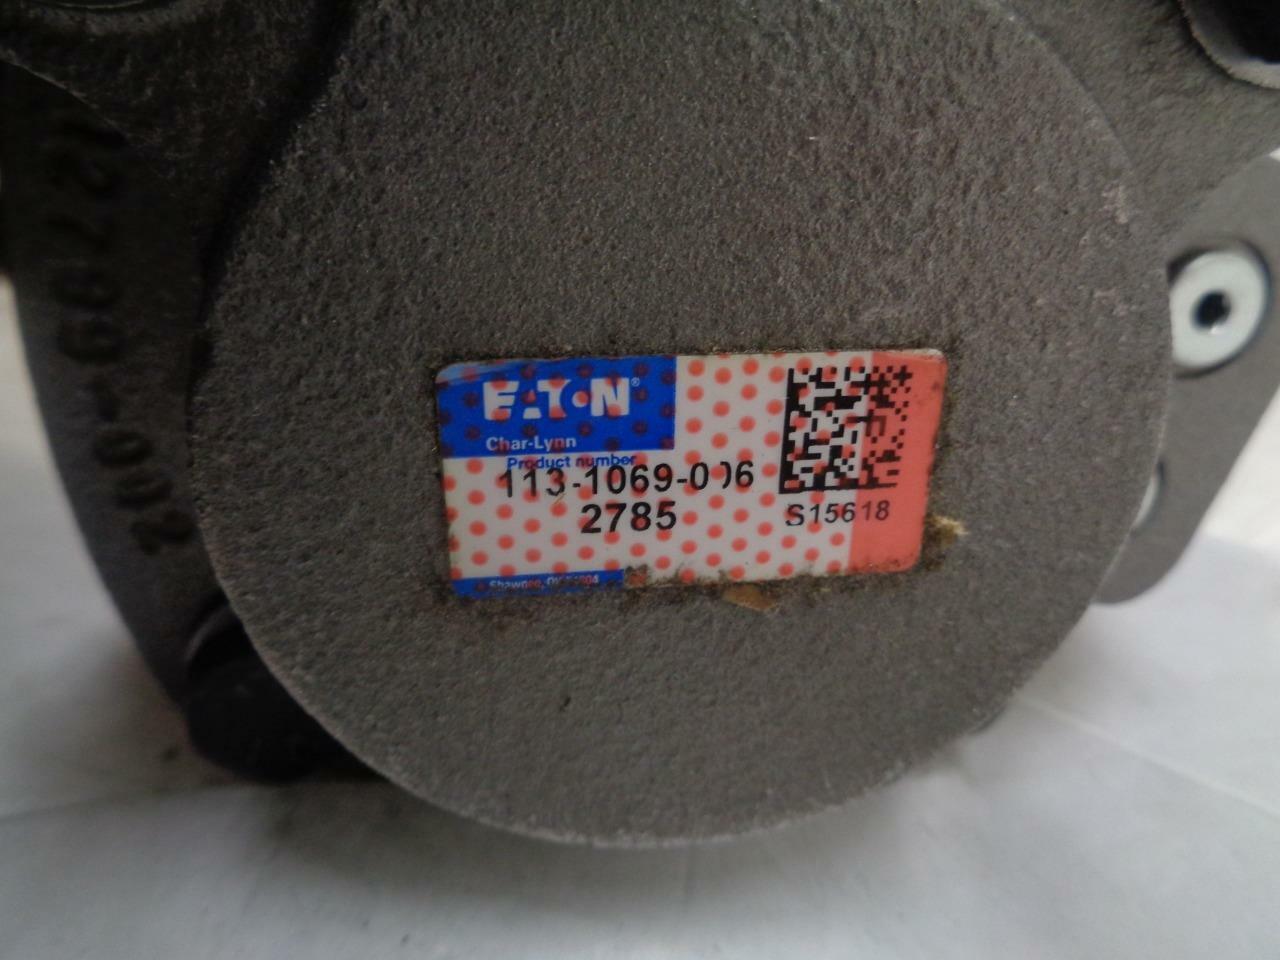 EATON®
Char-Lynn
Product number
113-1069-006
2785
S15618